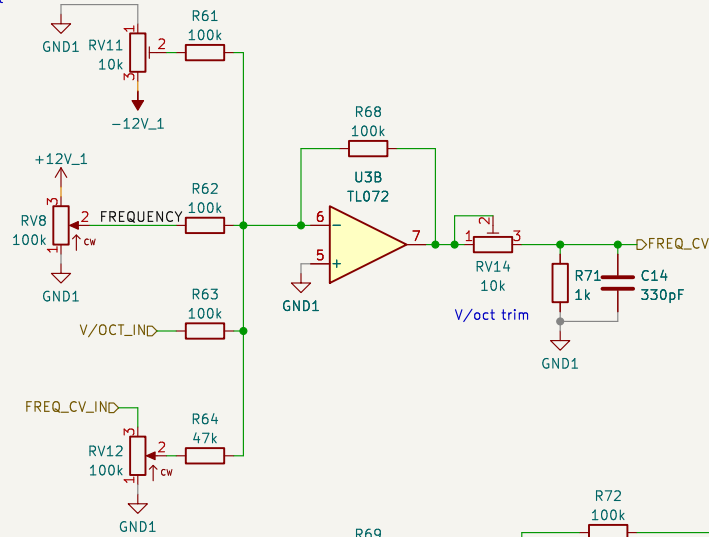 R61
100k
1
GND1
RV11
10k
2
3
-12V_1
R68
100k
+12V_1
U3B
TL072
R62
100k
3
RV8
100k
2
FREQUENCY
cw
1
6
-
7
5
+
GND1
GND1
2
1
3
FREQ_CV
RV14
10k
R71
1k
C14
330pF
V/oct trim
R63
100k
V/OCT_IN
GND1
FREQ_CV_IN
R64
47k
3
RV12
100k
2
cw
1
GND1
R72
100k
R69